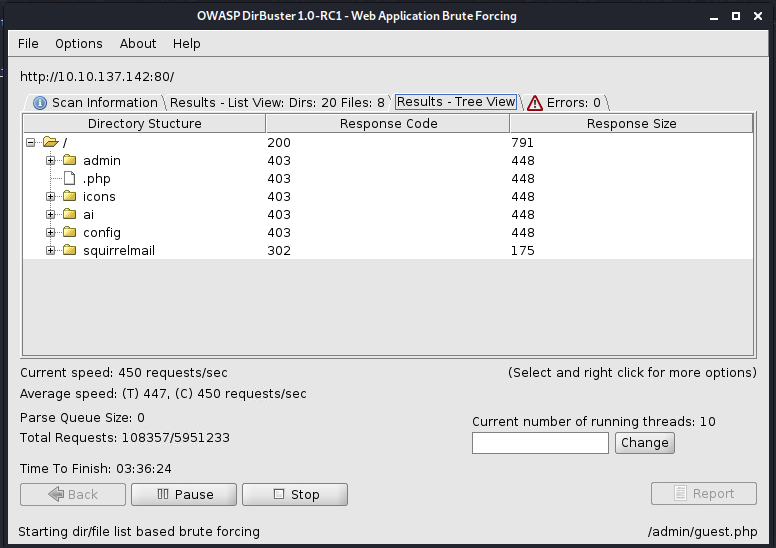 OWASP DirBuster 1.0-RC1 - Web Application Brute Forcing
File Options About Help
http://10.10.137.142:80/
Scan Information Results - List View: Dirs: 20 Files: 8 Results - Tree View Errors: 0
Directory Stucture Response Code Response Size
/ 200 791
admin 403 448
.php 403 448
icons 403 448
ai 403 448
config 403 448
squirrelmail 302 175
Current speed: 450 requests/sec (Select and right click for more options)
Average speed: (T) 447, (C) 450 requests/sec
Parse Queue Size: 0
Current number of running threads: 10
Total Requests: 108357/5951233
Change
Time To Finish: 03:36:24
Back Pause Stop Report
Starting dir/file list based brute forcing /admin/guest.php